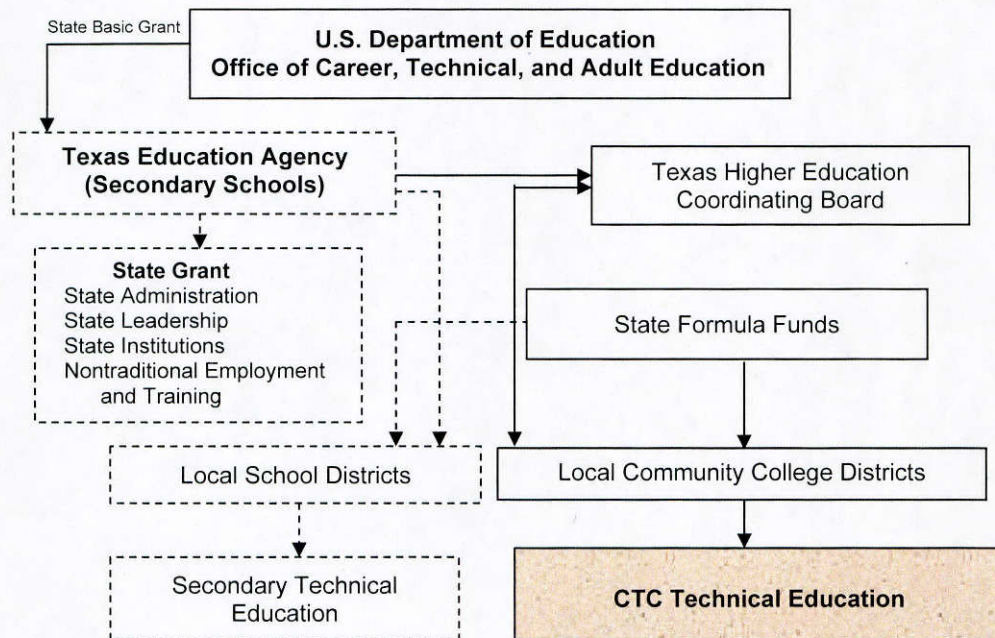 State Basic Grant
U.S. Department of Education
Office of Career, Technical, and Adult Education
Texas Education Agency
(Secondary Schools)
Texas Higher Education
Coordinating Board
State Grant
State Administration
State Leadership
State Institutions
Nontraditional Employment
and Training
State Formula Funds
Local School Districts
Local Community College Districts
Secondary Technical
Education
CTC Technical Education